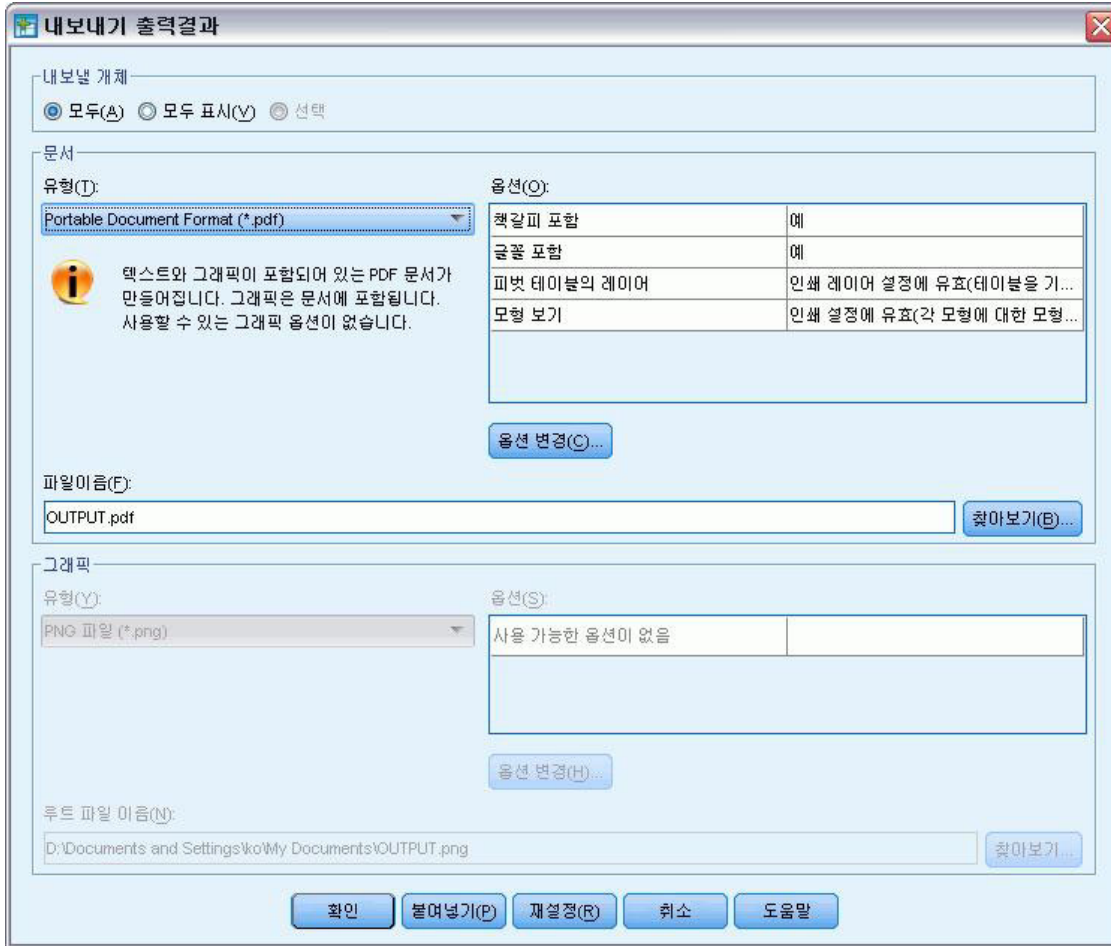 내보내기 출력결과
내보낼 개체
모두(A) 모두 표시(V) 선택
문서
유형(T):
Portable Document Format (*.pdf)
텍스트와 그래픽이 포함되어 있는 PDF 문서가
만들어집니다. 그래픽은 문서에 포함됩니다.
사용할 수 있는 그래픽 옵션이 없습니다.
옵션(O):
책갈피 포함 예
글꼴 포함 예
피벗 테이블의 레이어 인쇄 레이어 설정에 유효(테이블을 기...
모형 보기 인쇄 설정에 유효(각 모형에 대한 모형...
옵션 변경(C)...
파일이름(F):
OUTPUT.pdf 찾아보기(B)...
그래픽
유형(Y):
PNG 파일 (*.png)
옵션(S):
사용 가능한 옵션이 없음
옵션 변경(H)...
루트 파일 이름(N):
D:\Documents and Settings\ko\My Documents\OUTPUT.png 찾아보기...
확인 붙여넣기(P) 재설정(R) 취소 도움말